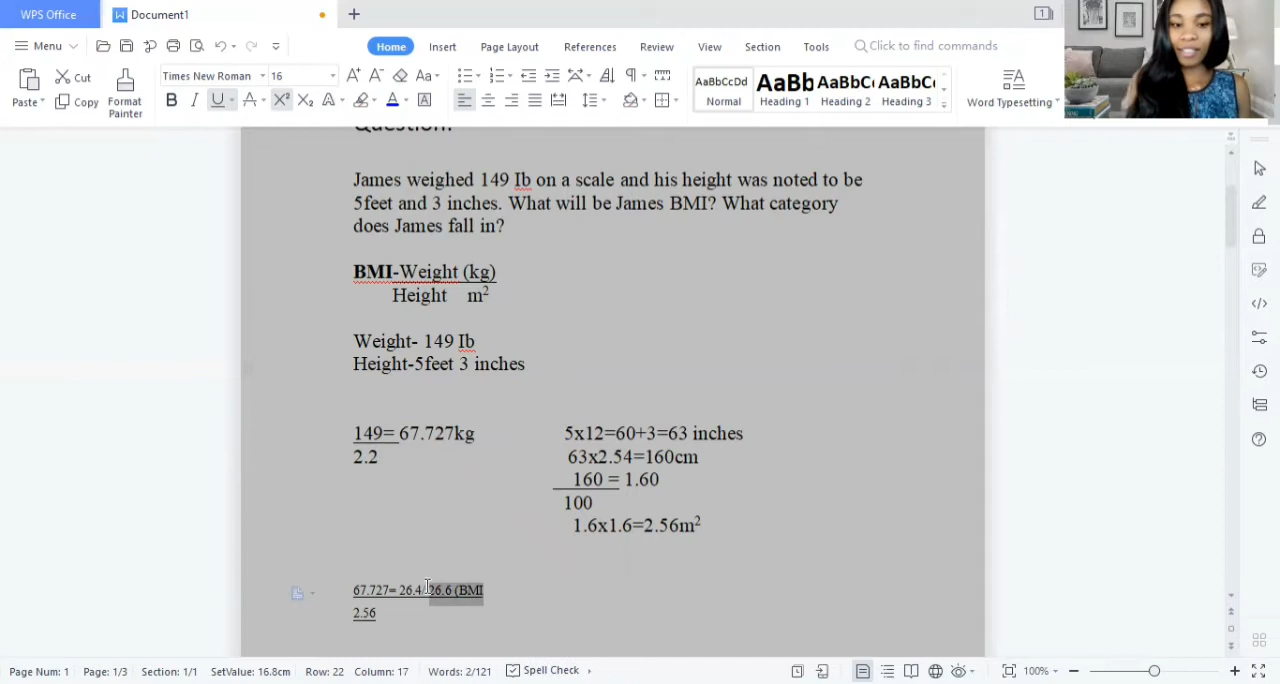 WPS Office
Document1
1
Menu
Home Insert Page Layout References Review View Section Tools Click to find commands
Paste Cut Copy Format Painter
Times New Roman 16
AaBbCcDd Normal
AaBb Heading 1
AaBbC Heading 2
AaBbC Heading 3
Word Typesetting
Question:
James weighed 149 Ib on a scale and his height was noted to be
5feet and 3 inches. What will be James BMI? What category
does James fall in?
BMI-Weight (kg)
Height m²
Weight- 149 Ib
Height-5feet 3 inches
149= 67.727kg
2.2
5x12=60+3=63 inches
63x2.54=160cm
160 = 1.60
100
1.6x1.6=2.56m²
67.727= 26.4 26.6 (BMI
2.56
Page Num: 1 Page: 1/3 Section: 1/1 SetValue: 16.8cm Row: 22 Column: 17 Words: 2/121 Spell Check 100%